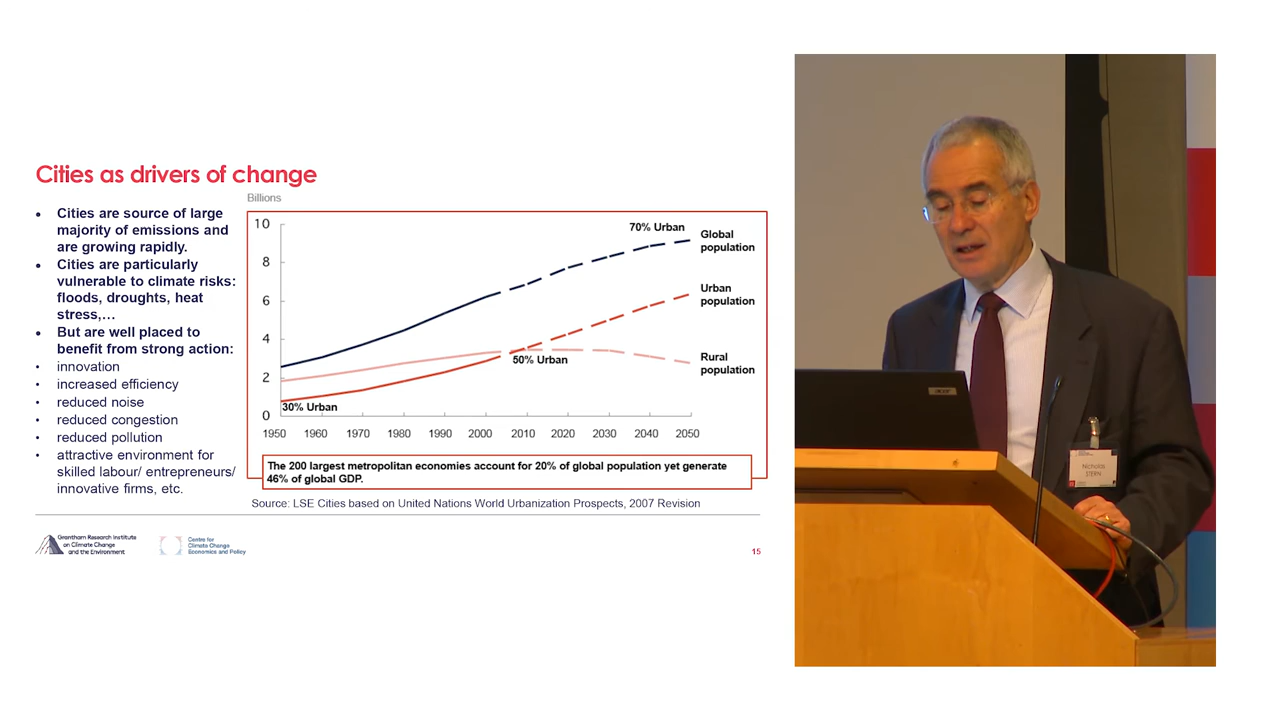 Cities as drivers of change
• Cities are source of large
majority of emissions and
are growing rapidly.
• Cities are particularly
vulnerable to climate risks:
floods, droughts, heat
stress,…
• But are well placed to
benefit from strong action:
• innovation
• increased efficiency
• reduced noise
• reduced congestion
• reduced pollution
• attractive environment for
skilled labour/ entrepreneurs/
innovative firms, etc.
Billions
10
8
6
4
2
0
70% Urban
50% Urban
30% Urban
Global
population
Urban
population
Rural
population
1950 1960 1970 1980 1990 2000 2010 2020 2030 2040 2050
The 200 largest metropolitan economies account for 20% of global population yet generate
46% of global GDP.
Source: LSE Cities based on United Nations World Urbanization Prospects, 2007 Revision
Grantham Research Institute
on Climate Change
and the Environment
Centre for
Climate Change
Economics and Policy
15
acer
Nicholas
STERN